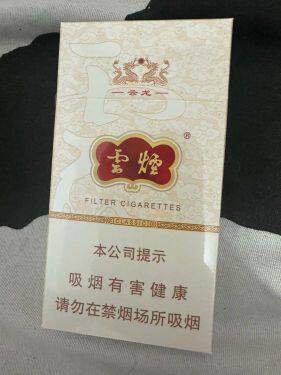 云龙
雲煙
®
FILTER CIGARETTES
CLASSIC
本公司提示
吸烟有害健康
请勿在禁烟场所吸烟